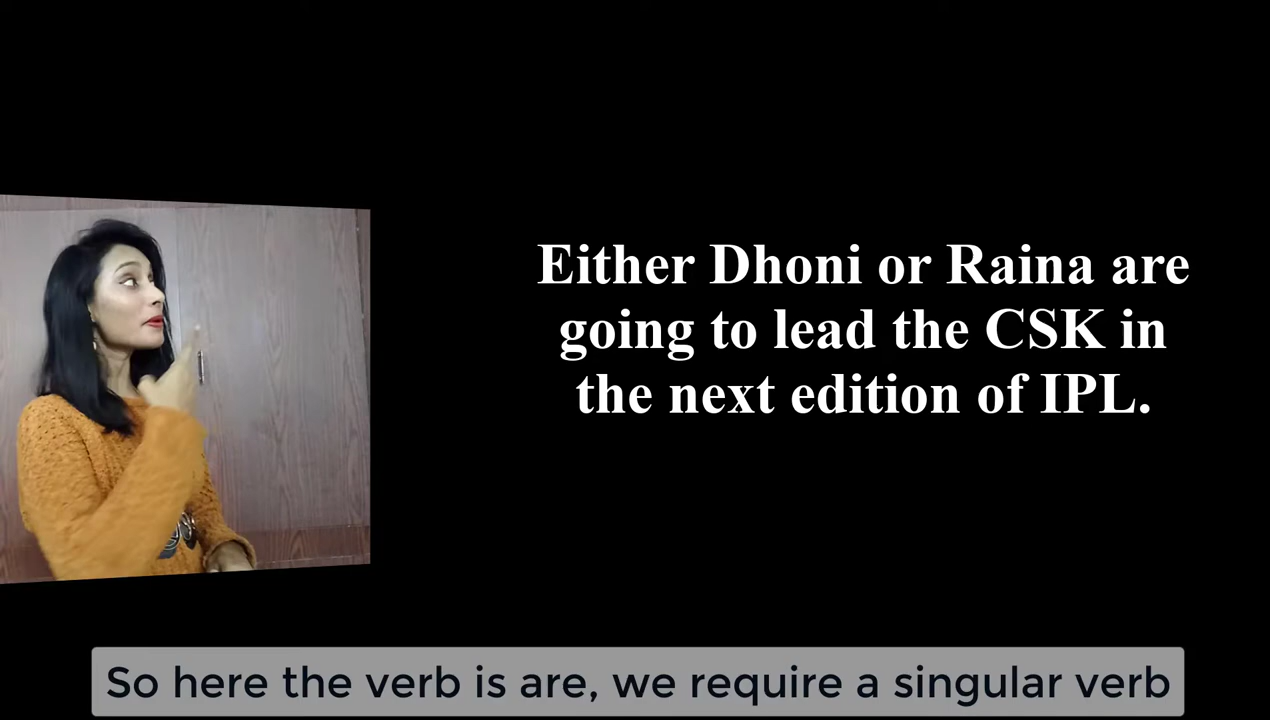 Either Dhoni or Raina are
going to lead the CSK in
the next edition of IPL.
So here the verb is are, we require a singular verb